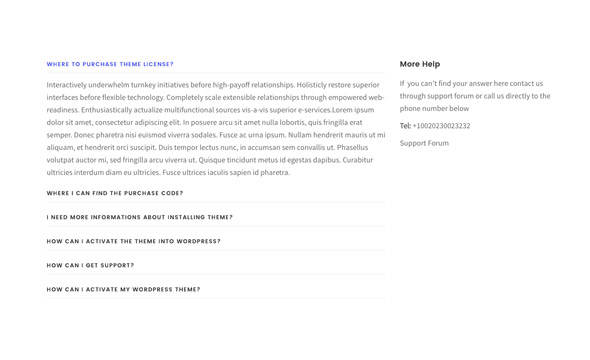 WHERE TO PURCHASE THEME LICENSE?
Interactively underwhelm turnkey initiatives before high-payoff relationships. Holisticly restore superior
interfaces before flexible technology. Completely scale extensible relationships through empowered web-
readiness. Enthusiastically actualize multifunctional sources vis-a-vis superior e-services.Lorem ipsum
dolor sit amet, consectetur adipiscing elit. In posuere arcu sit amet nulla lobortis, quis fringilla erat
semper. Donec pharetra nisi euismod viverra sodales. Fusce ac urna ipsum. Nullam hendrerit mauris ut mi
aliquam, et hendrerit orci suscipit. Duis tempor lectus nunc, in accumsan sem convallis ut. Phasellus
volutpat auctor mi, sed fringilla arcu viverra ut. Quisque tincidunt metus id egestas dapibus. Curabitur
ultricies interdum diam eu ultricies. Fusce ultrices iaculis sapien id pharetra.
WHERE I CAN FIND THE PURCHASE CODE?
I NEED MORE INFORMATIONS ABOUT INSTALLING THEME?
HOW CAN I ACTIVATE THE THEME INTO WORDPRESS?
HOW CAN I GET SUPPORT?
HOW CAN I ACTIVATE MY WORDPRESS THEME?
More Help
If you can't find your answer here contact us
through support forum or call us directly to the
phone number below
Tel: +10020230023232
Support Forum